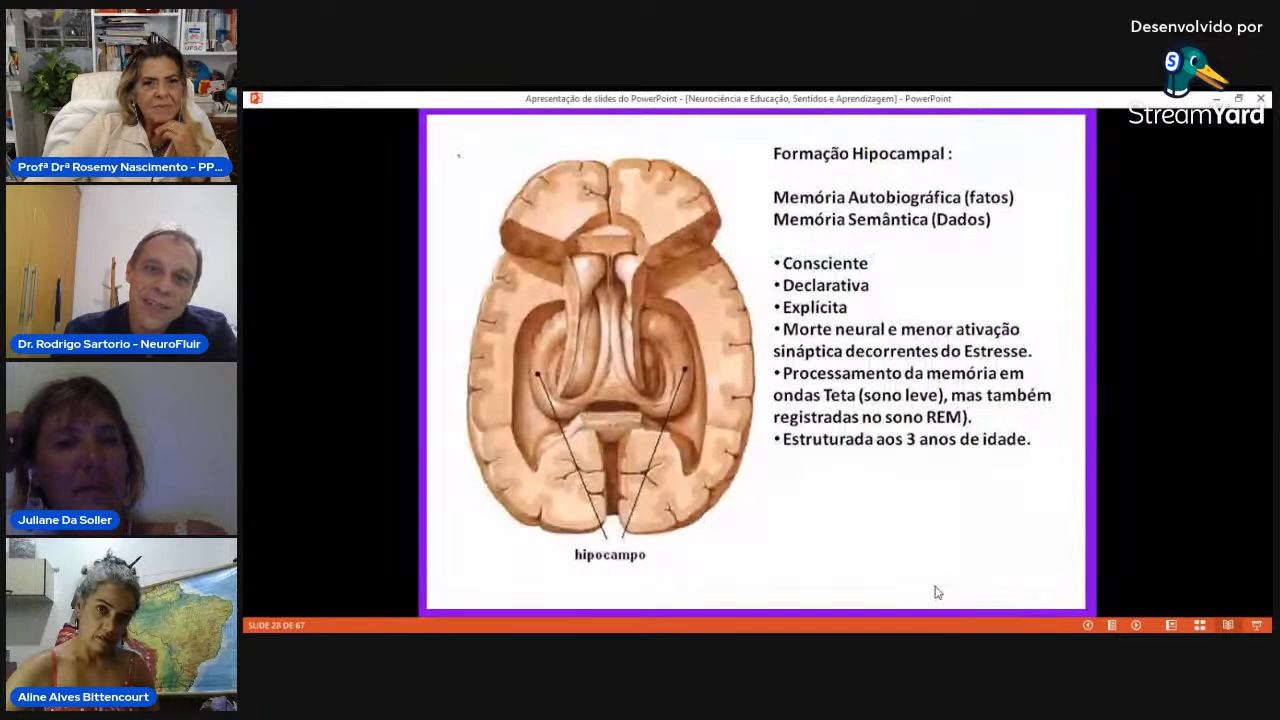 Desenvolvido por
StreamYard
UFSC
Profª Drª Rosemy Nascimento - PP...
Dr. Rodrigo Sartorio - NeuroFluir
Juliane Da Soller
Aline Alves Bittencourt
Apresentação de slides do PowerPoint - [Neurociência e Educação, Sentidos e Aprendizagem] - PowerPoint
Formação Hipocampal :
Memória Autobiográfica (fatos)
Memória Semântica (Dados)
• Consciente
• Declarativa
• Explícita
• Morte neural e menor ativação
sináptica decorrentes do Estresse.
• Processamento da memória em
ondas Teta (sono leve), mas também
registradas no sono REM).
• Estruturada aos 3 anos de idade.
hipocampo
SLIDE 28 DE 67